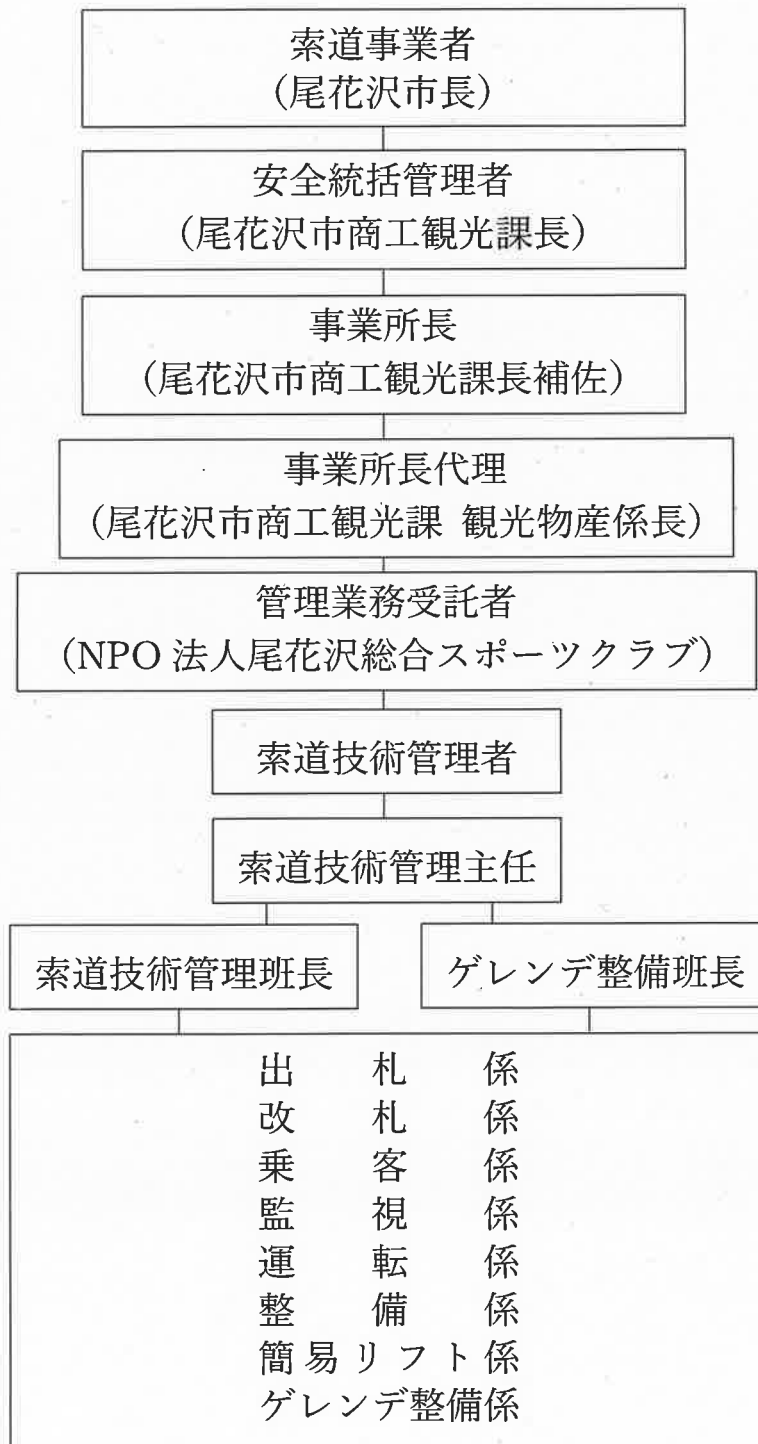 索道事業者
（尾花沢市長）
安全統括管理者
（尾花沢市商工観光課長）
事業所長
（尾花沢市商工観光課長補佐）
事業所長代理
（尾花沢市商工観光課 観光物産係長）
管理業務受託者
（NPO 法人尾花沢総合スポーツクラブ）
索道技術管理者
索道技術管理主任
索道技術管理班長
ゲレンデ整備班長
出札係
改札係
乗客係
監視係
運転係
整備係
簡易リフト係
ゲレンデ整備係